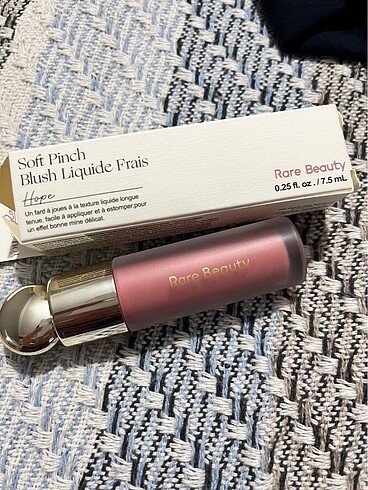 Soft Pinch
Blush Liquide Frais
Hope
Un fard à joues à la texture liquide longue
tenue, facile à appliquer et à estomper, pour
un effet bonne mine délicat.
Rare Beauty
0.25 fl. oz. / 7.5 mL
Rare Beauty